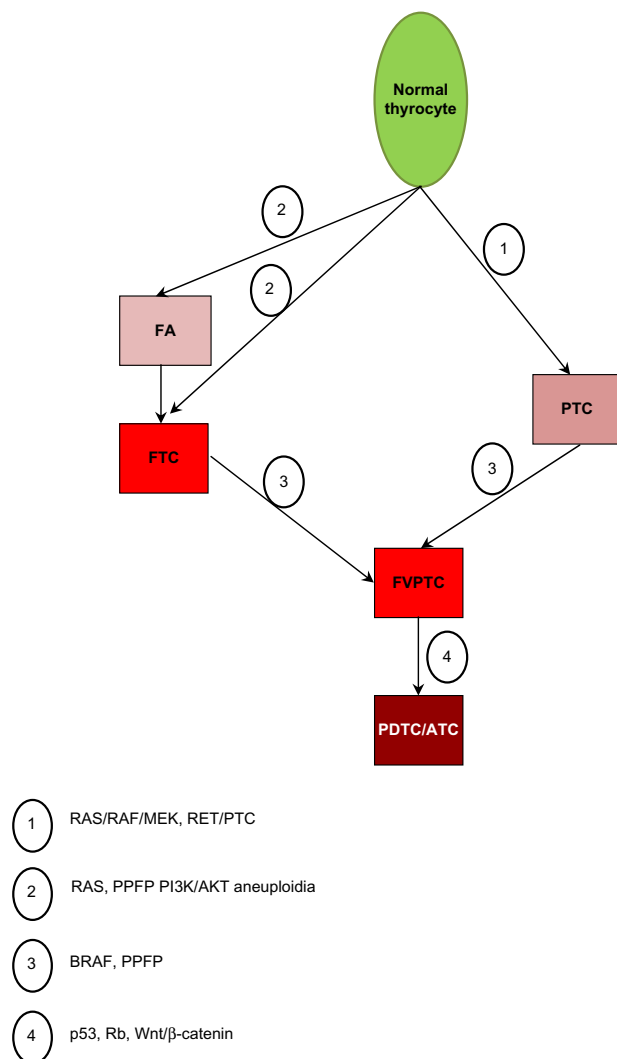 Normal
thyrocyte
2
1
2
FA
PTC
FTC
3
3
FVPTC
4
PDTC/ATC
1 RAS/RAF/MEK, RET/PTC
2 RAS, PPFP PI3K/AKT aneuploidia
3 BRAF, PPFP
4 p53, Rb, Wnt/β-catenin